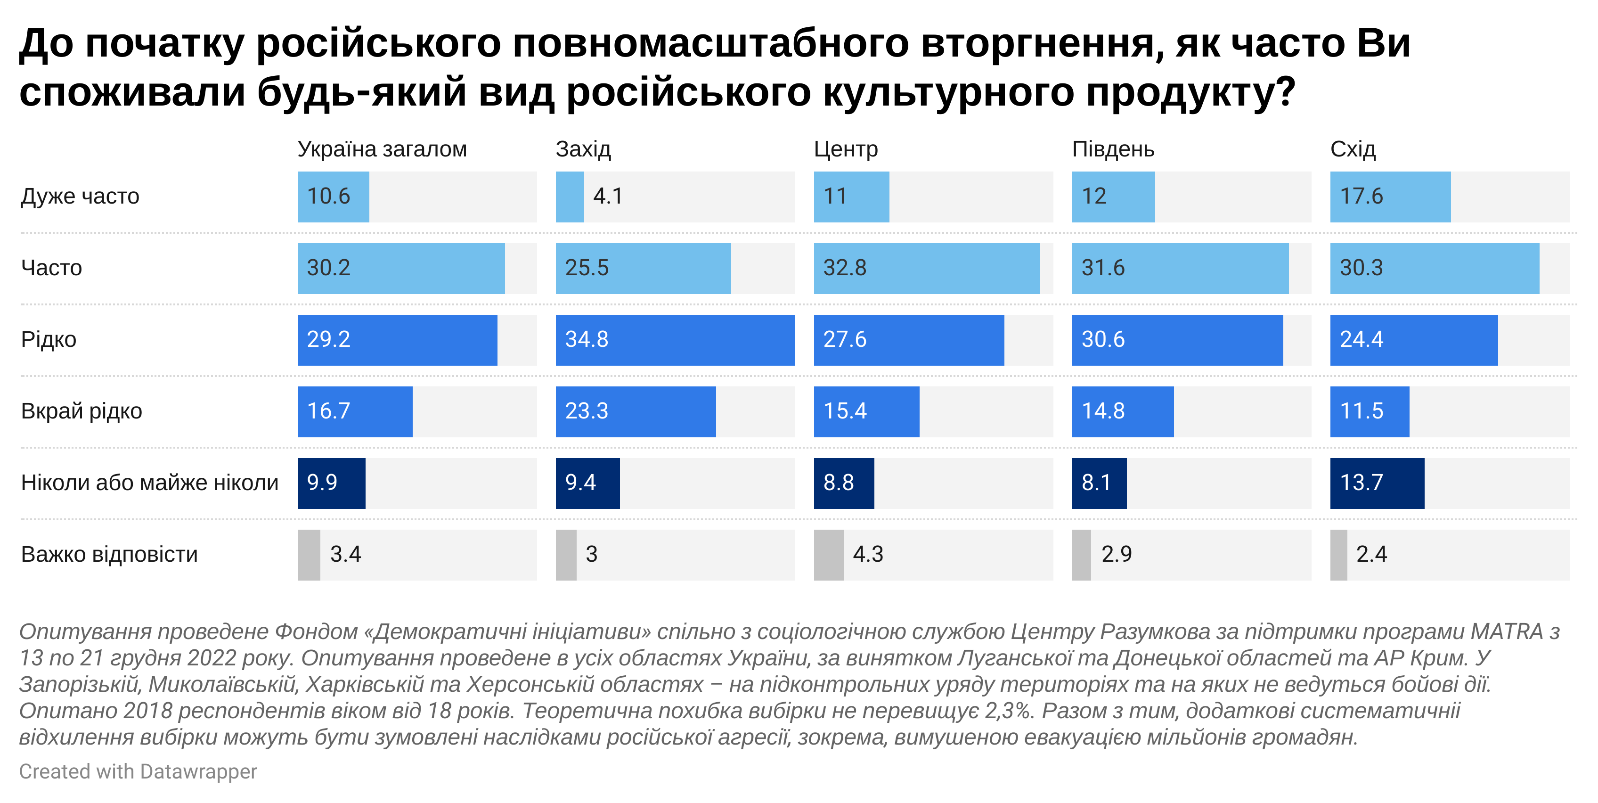 До початку російського повномасштабного вторгнення, як часто Ви
споживали будь-який вид російського культурного продукту?
Україна загалом Захід Центр Південь Схід
Дуже часто 10.6 4.1 11 12 17.6
Часто 30.2 25.5 32.8 31.6 30.3
Рідко 29.2 34.8 27.6 30.6 24.4
Вкрай рідко 16.7 23.3 15.4 14.8 11.5
Ніколи або майже ніколи 9.9 9.4 8.8 8.1 13.7
Важко відповісти 3.4 3 4.3 2.9 2.4
Опитування проведене Фондом «Демократичні ініціативи» спільно з соціологічною службою Центру Разумкова за підтримки програми MATRA з
13 по 21 грудня 2022 року. Опитування проведене в усіх областях України, за винятком Луганської та Донецької областей та АР Крим. У
Запорізькій, Миколаївській, Харківській та Херсонській областях – на підконтрольних уряду територіях та на яких не ведуться бойові дії.
Опитано 2018 респондентів віком від 18 років. Теоретична похибка вибірки не перевищує 2,3%. Разом з тим, додаткові систематичнії
відхилення вибірки можуть бути зумовлені наслідками російської агресії, зокрема, вимушеною евакуацією мільйонів громадян.
Created with Datawrapper